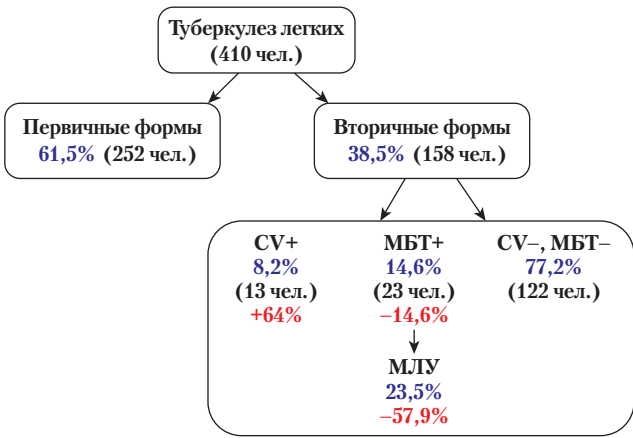 Туберкулез легких
(410 чел.)
Первичные формы
61,5% (252 чел.)
Вторичные формы
38,5% (158 чел.)
CV+
8,2%
(13 чел.)
+64%
МБТ+
14,6%
(23 чел.)
–14,6%
CV–, МБТ–
77,2%
(122 чел.)
МЛУ
23,5%
–57,9%